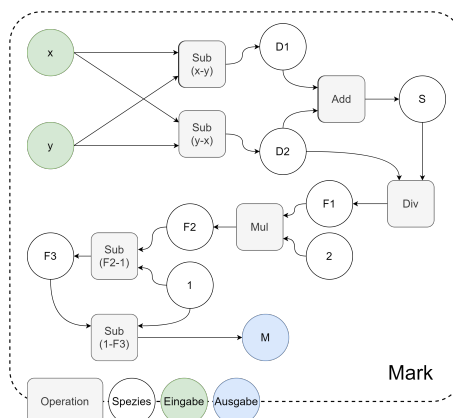 x
Sub
(x-y)
D1
Add
S
y
Sub
(y-x)
D2
Div
F1
Mul
F2
2
Sub
(F2-1)
F3
1
Sub
(1-F3)
M
Mark
Operation
Spezies
Eingabe
Ausgabe